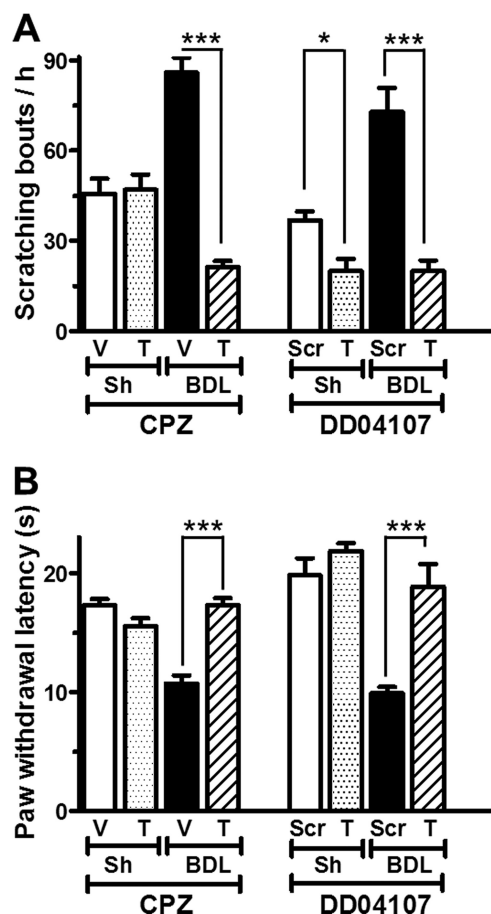 A
Scratching bouts / h
90
60
30
0
*** * ***
V T V T Scr T Scr T
Sh BDL Sh BDL
CPZ DD04107
B
Paw withdrawal latency (s)
20
10
0
*** ***
V T V T Scr T Scr T
Sh BDL Sh BDL
CPZ DD04107